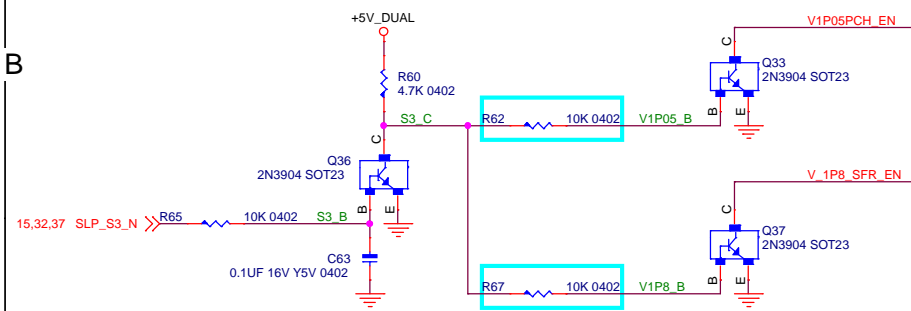 +5V_DUAL
V1P05PCH_EN
B
R60
4.7K 0402
C
Q33
2N3904 SOT23
S3_C
R62
10K 0402
V1P05_B
B
E
C
Q36
2N3904 SOT23
B
E
V_1P8_SFR_EN
15,32,37 SLP_S3_N
R65
10K 0402
S3_B
C
Q37
2N3904 SOT23
C63
0.1UF 16V Y5V 0402
R67
10K 0402
V1P8_B
B
E